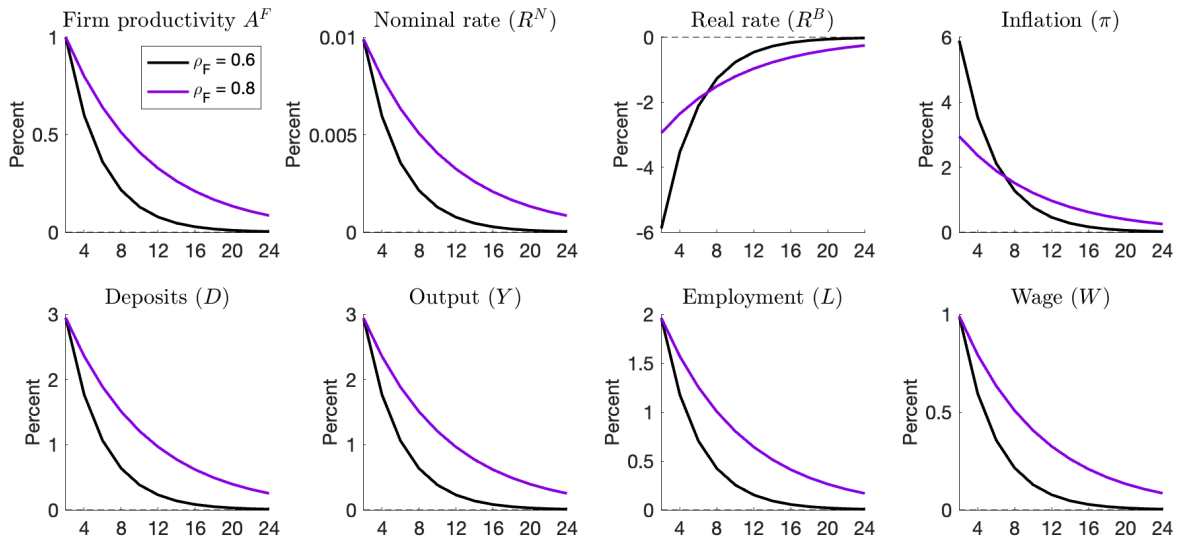 Firm productivity A^F
Percent
1
0.5
0
4 8 12 16 20 24
ρ_F = 0.6
ρ_F = 0.8
Nominal rate (R^N)
0.01
0.005
0
4 8 12 16 20 24
Real rate (R^B)
Percent
0
-2
-4
-6
4 8 12 16 20 24
Inflation (π)
6
4
2
0
4 8 12 16 20 24
Deposits (D)
Percent
3
2
1
0
4 8 12 16 20 24
Output (Y)
Percent
3
2
1
0
4 8 12 16 20 24
Employment (L)
Percent
2
1.5
1
0.5
0
4 8 12 16 20 24
Wage (W)
Percent
1
0.5
0
4 8 12 16 20 24